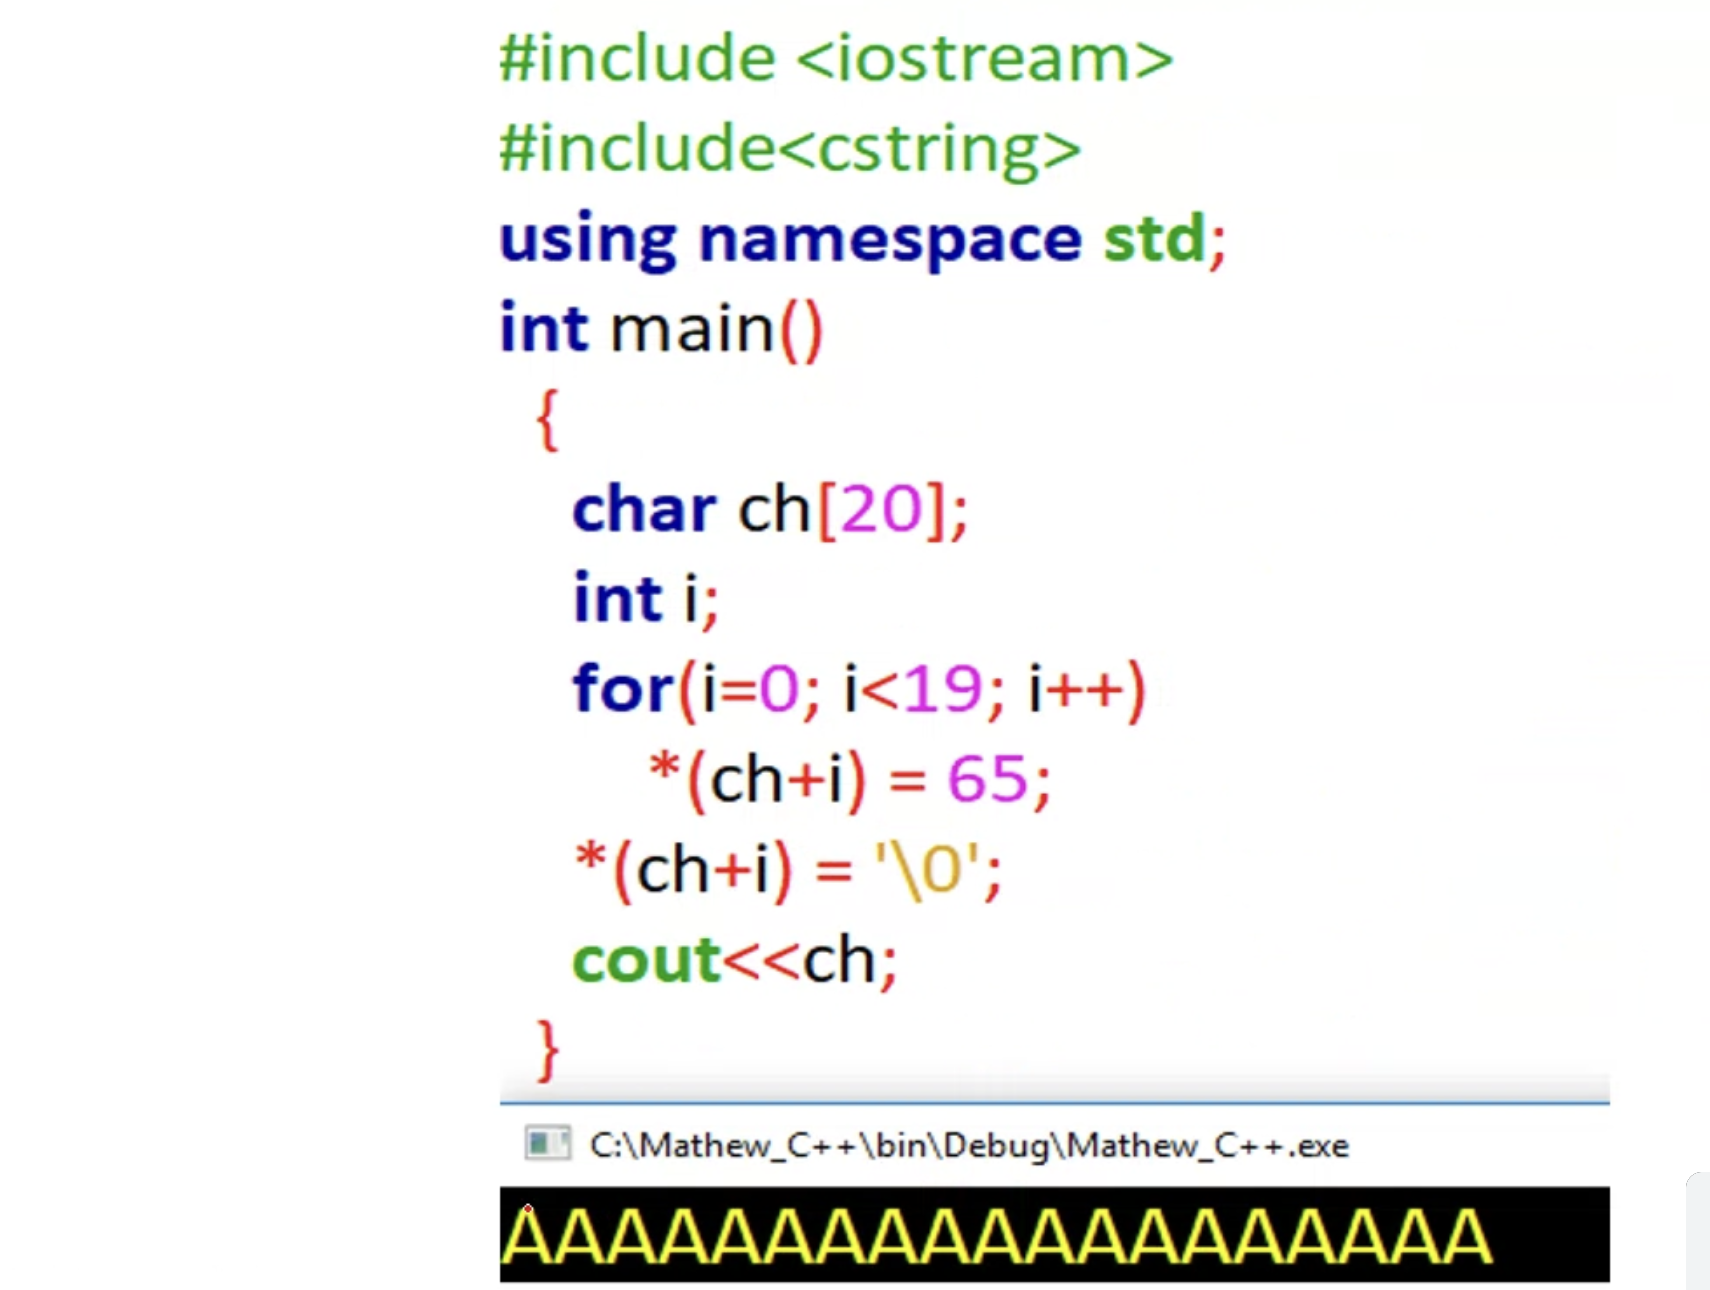 #include <iostream>
#include<cstring>
using namespace std;
int main()
{
char ch[20];
int i;
for(i=0; i<19; i++)
*(ch+i) = 65;
*(ch+i) = '\0';
cout<<ch;
}
C:\Mathew_C++\bin\Debug\Mathew_C++.exe
AAAAAAAAAAAAAAAAAAA